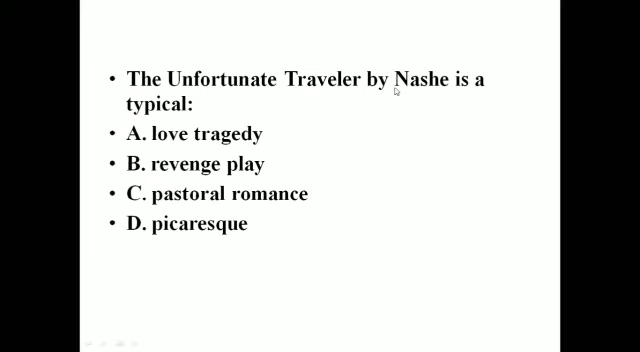 • The Unfortunate Traveler by Nashe is a
typical:
• A. love tragedy
• B. revenge play
• C. pastoral romance
• D. picaresque